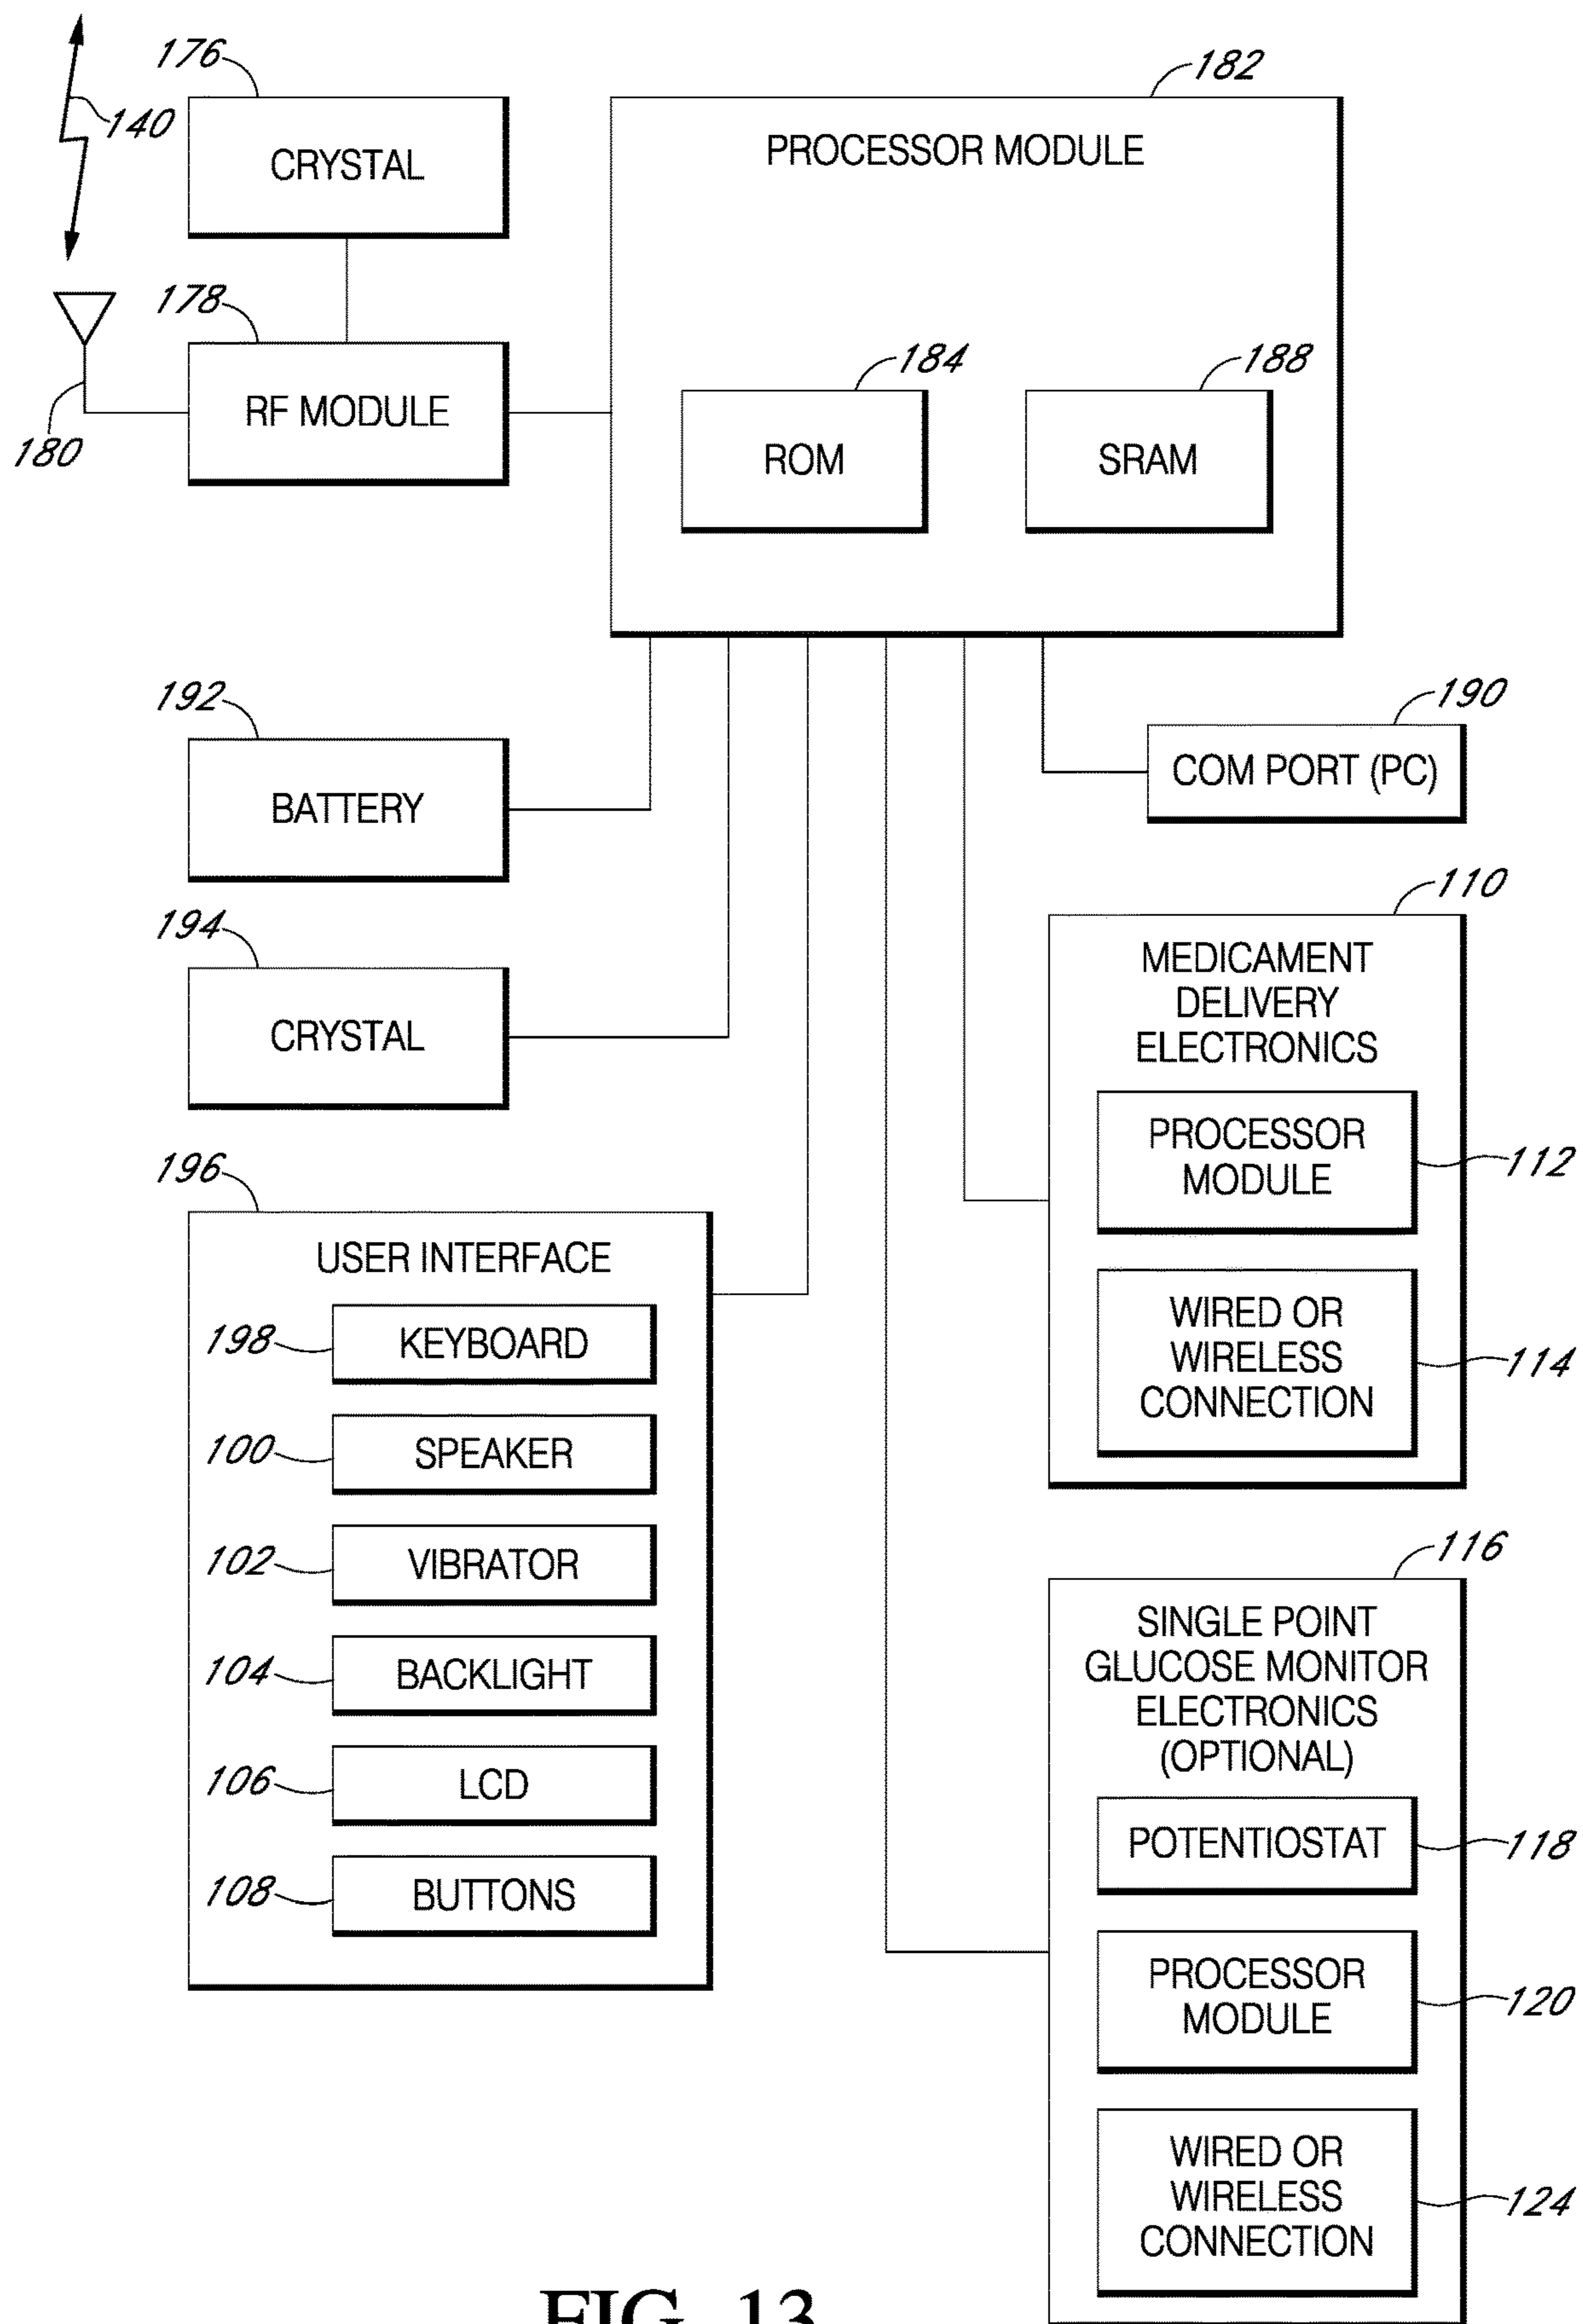 176
182
140
CRYSTAL
PROCESSOR MODULE
178
184
188
RF MODULE
ROM
SRAM
180
192
190
BATTERY
COM PORT (PC)
194
110
CRYSTAL
MEDICAMENT
DELIVERY
ELECTRONICS
PROCESSOR
MODULE
112
WIRED OR
WIRELESS
CONNECTION
114
196
USER INTERFACE
198
KEYBOARD
100
SPEAKER
102
VIBRATOR
104
BACKLIGHT
106
LCD
108
BUTTONS
116
SINGLE POINT
GLUCOSE MONITOR
ELECTRONICS
(OPTIONAL)
POTENTIOSTAT
118
PROCESSOR
MODULE
120
WIRED OR
WIRELESS
CONNECTION
124
FIG. 13